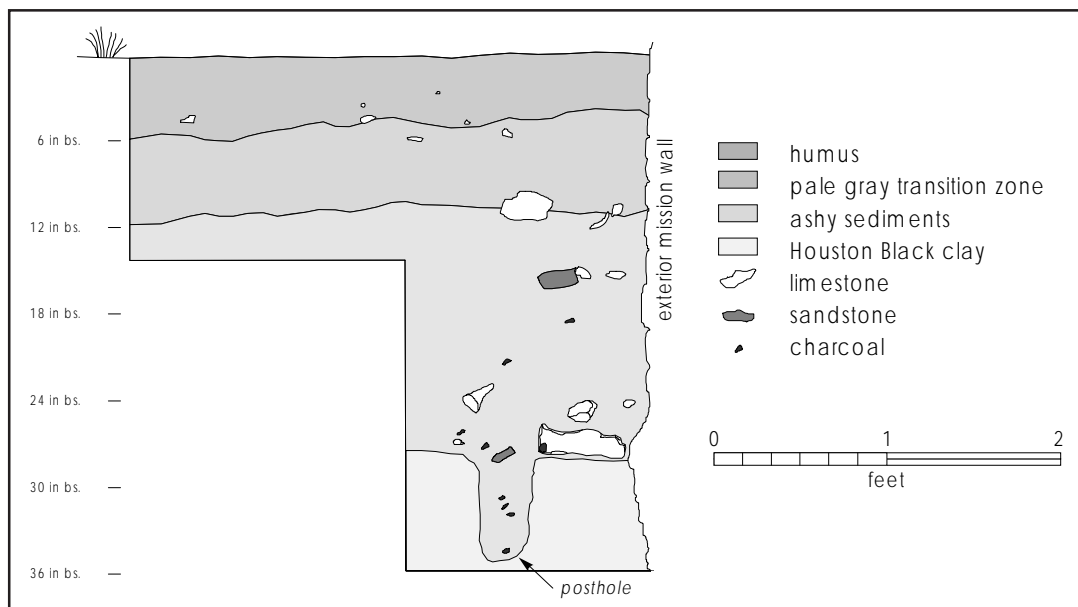 6 in bs.
12 in bs.
18 in bs.
24 in bs.
30 in bs.
36 in bs.
exterior mission wall
humus
pale gray transition zone
ashy sediments
Houston Black clay
limestone
sandstone
charcoal
0 1 2
feet
posthole